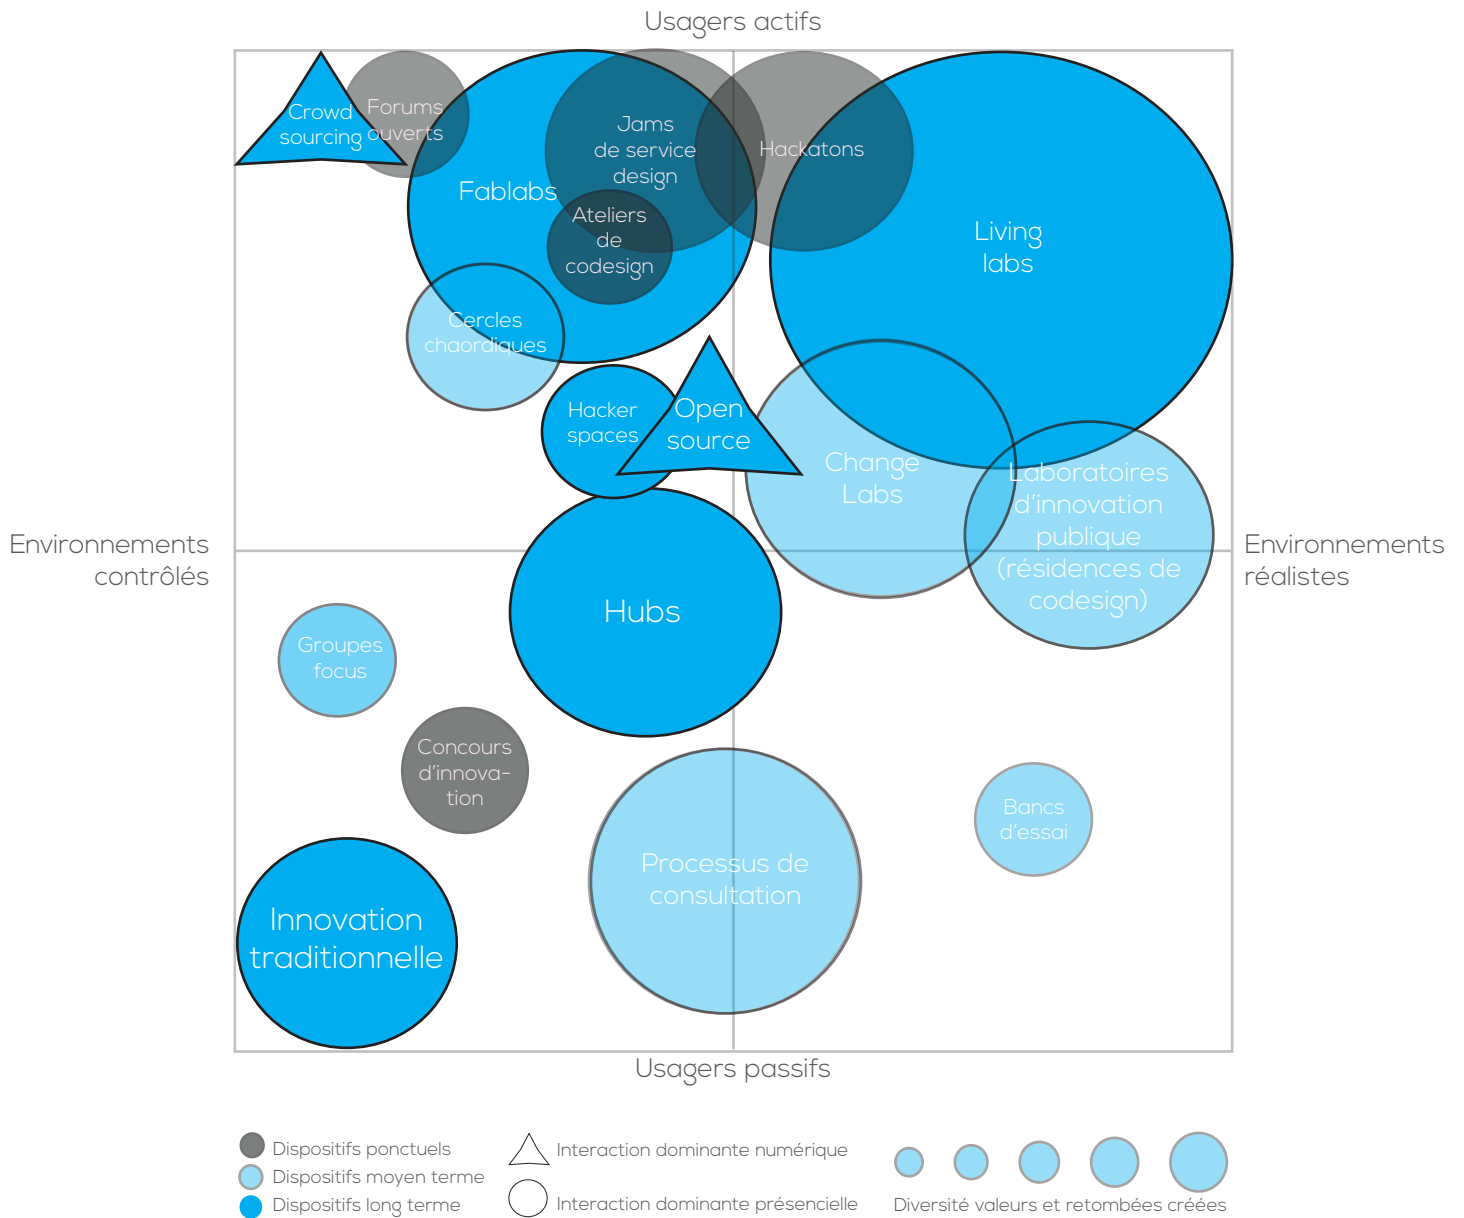 Usagers actifs
Crowd
sourcing
Forums
ouverts
Fablabs
Jams
de service
design
Ateliers
de
codesign
Hackatons
Living
labs
Cercles
chaordiques
Hacker
spaces
Open
source
Change
Labs
Laboratoires
d'innovation
publique
(résidences de
codesign)
Environnements
contrôlés
Environnements
réalistes
Hubs
Groupes
focus
Concours
d'innova-
tion
Bancs
d'essai
Processus de
consultation
Innovation
traditionnelle
Usagers passifs
Dispositifs ponctuels
Dispositifs moyen terme
Dispositifs long terme
Interaction dominante numérique
Interaction dominante présencielle
Diversité valeurs et retombées créées